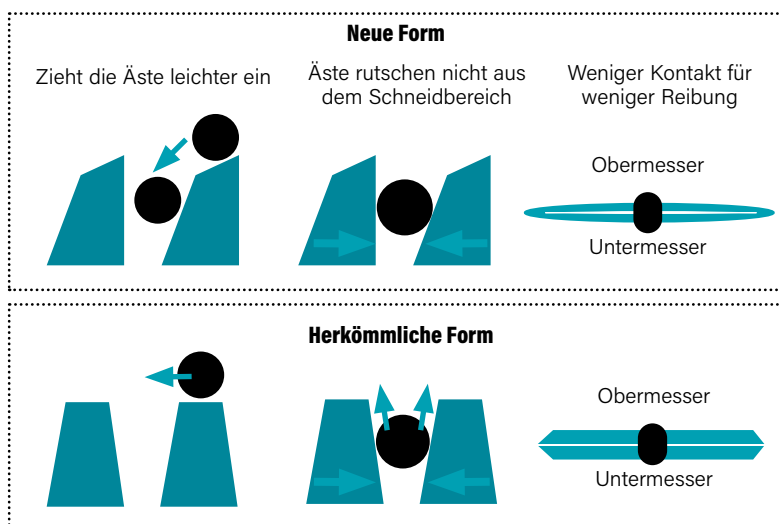 Neue Form
Zieht die Äste leichter ein
Äste rutschen nicht aus
dem Schneidbereich
Weniger Kontakt für
weniger Reibung
Obermesser
Untermesser
Herkömmliche Form
Obermesser
Untermesser